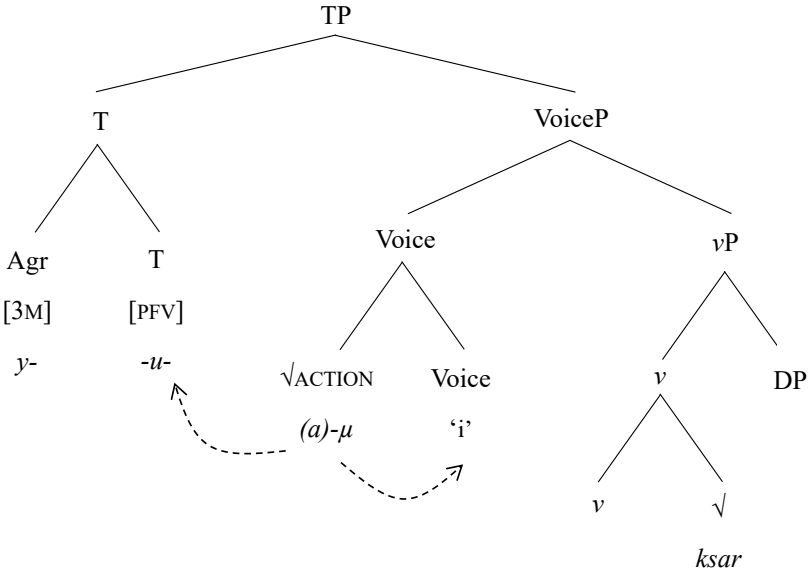 TP
T VoiceP
Agr T Voice vP
[3M] [PFV]
y- -u- √ACTION Voice v DP
(a)-μ ‘i’
v √
ksar